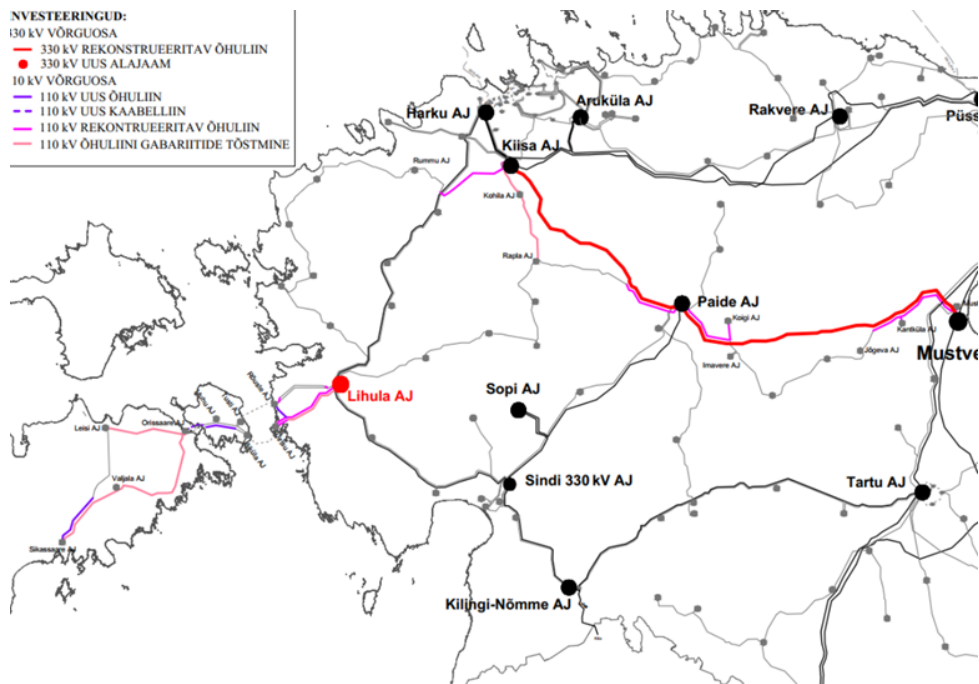 NVESTEERINGUD:
330 kV VÕRGUOSA
330 kV REKONSTRUEERITAV ÕHULIIN
330 kV UUS ALAJAAM
10 kV VÕRGUOSA
110 kV UUS ÕHULIIN
110 kV UUS KAABELLIIN
110 kV REKONTRUEERITAV ÕHULIIN
110 kV ÕHULIINI GABARIITIDE TÕSTMINE
Harku AJ
Aruküla AJ
Rakvere AJ
Püss
Kiisa AJ
Rummu AJ
Kohila AJ
Rapla AJ
Paide AJ
Koigi AJ
Imavere AJ
Kantküla AJ
Jõgeva AJ
Mustve
Lihula AJ
Sopi AJ
Leisi AJ
Orissaare AJ
Valjala AJ
Sikassaare AJ
Sindi 330 kV AJ
Tartu AJ
Kilingi-Nõmme AJ